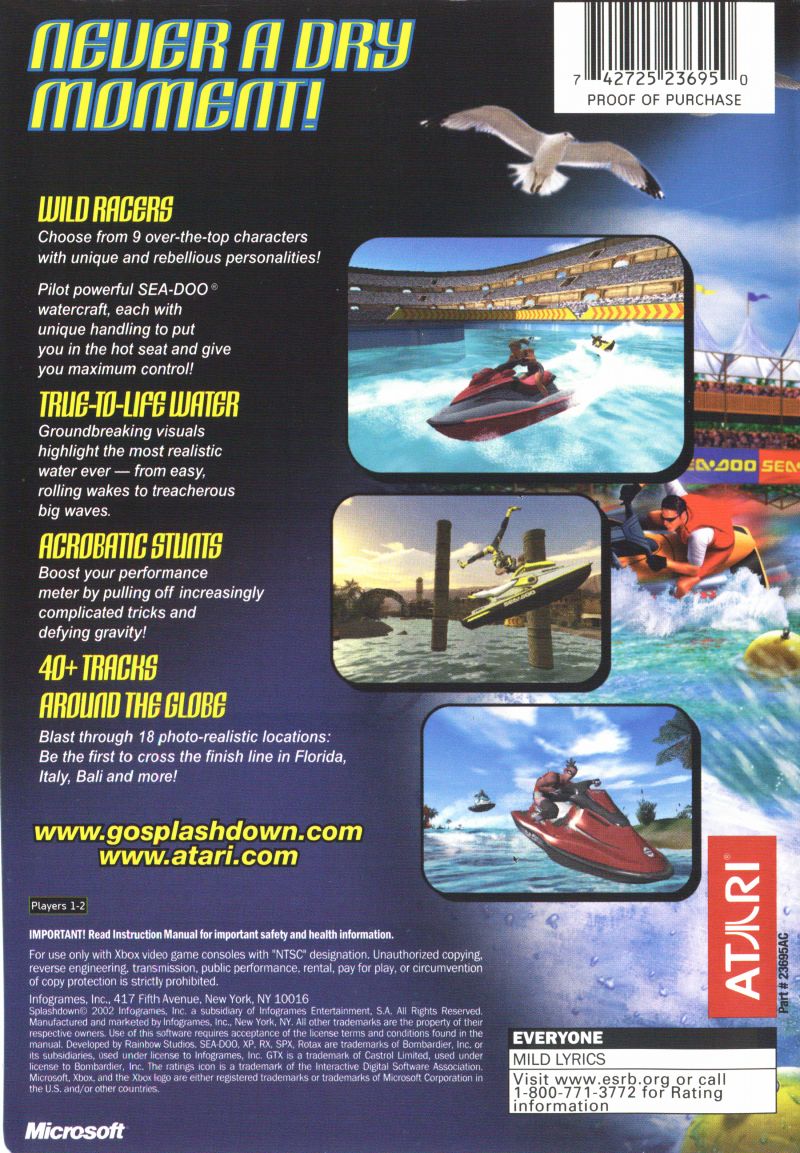 NEVER A DRY
MOMENT!
7 42725 23695 0
PROOF OF PURCHASE
WILD RACERS
Choose from 9 over-the-top characters
with unique and rebellious personalities!
Pilot powerful SEA-DOO®
watercraft, each with
unique handling to put
you in the hot seat and give
you maximum control!
TRUE-TO-LIFE WATER
Groundbreaking visuals
highlight the most realistic
water ever — from easy,
rolling wakes to treacherous
big waves.
SEA-DOO SEA
ACROBATIC STUNTS
Boost your performance
meter by pulling off increasingly
complicated tricks and
defying gravity!
SEA-DOO
40+ TRACKS
AROUND THE GLOBE
Blast through 18 photo-realistic locations:
Be the first to cross the finish line in Florida,
Italy, Bali and more!
www.gosplashdown.com
www.atari.com
Players 1-2
IMPORTANT! Read Instruction Manual for important safety and health information.
For use only with Xbox video game consoles with "NTSC" designation. Unauthorized copying,
reverse engineering, transmission, public performance, rental, pay for play, or circumvention
of copy protection is strictly prohibited.
Infogrames, Inc., 417 Fifth Avenue, New York, NY 10016
Splashdown© 2002 Infogrames, Inc. a subsidiary of Infogrames Entertainment, S.A. All Rights Reserved.
Manufactured and marketed by Infogrames, Inc., New York, NY. All other trademarks are the property of their
respective owners. Use of this software requires acceptance of the license terms and conditions found in the
manual. Developed by Rainbow Studios. SEA-DOO, XP, RX, SPX, Rotax are trademarks of Bombardier, Inc. or
its subsidiaries, used under license to Infogrames, Inc. GTX is a trademark of Castrol Limited, used under
license to Bombardier, Inc. The ratings icon is a trademark of the Interactive Digital Software Association.
Microsoft, Xbox, and the Xbox logo are either registered trademarks or trademarks of Microsoft Corporation in
the U.S. and/or other countries.
Microsoft
ATARI®
Part # 23695AC
EVERYONE
MILD LYRICS
Visit www.esrb.org or call
1-800-771-3772 for Rating
information